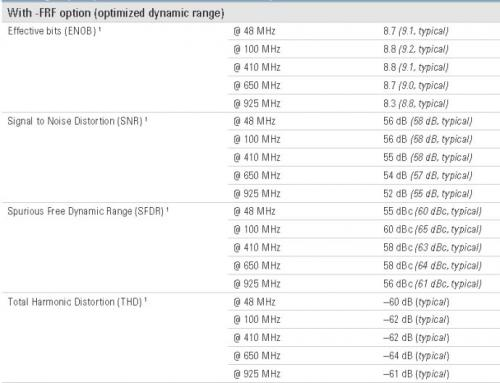 With -FRF option (optimized dynamic range)
Effective bits (ENOB) ¹ @ 48 MHz 8.7 (9.1, typical)
@ 100 MHz 8.8 (9.2, typical)
@ 410 MHz 8.8 (9.1, typical)
@ 650 MHz 8.7 (9.0, typical)
@ 925 MHz 8.3 (8.8, typical)
Signal to Noise Distortion (SNR) ¹ @ 48 MHz 56 dB (58 dB, typical)
@ 100 MHz 56 dB (58 dB, typical)
@ 410 MHz 55 dB (58 dB, typical)
@ 650 MHz 54 dB (57 dB, typical)
@ 925 MHz 52 dB (55 dB, typical)
Spurious Free Dynamic Range (SFDR) ¹ @ 48 MHz 55 dBc (60 dBc, typical)
@ 100 MHz 60 dBc (65 dBc, typical)
@ 410 MHz 58 dBc (63 dBc, typical)
@ 650 MHz 58 dBc (64 dBc, typical)
@ 925 MHz 56 dBc (61 dBc, typical)
Total Harmonic Distortion (THD) ¹ @ 48 MHz –60 dB (typical)
@ 100 MHz –62 dB (typical)
@ 410 MHz –62 dB (typical)
@ 650 MHz –64 dB (typical)
@ 925 MHz –61 dB (typical)